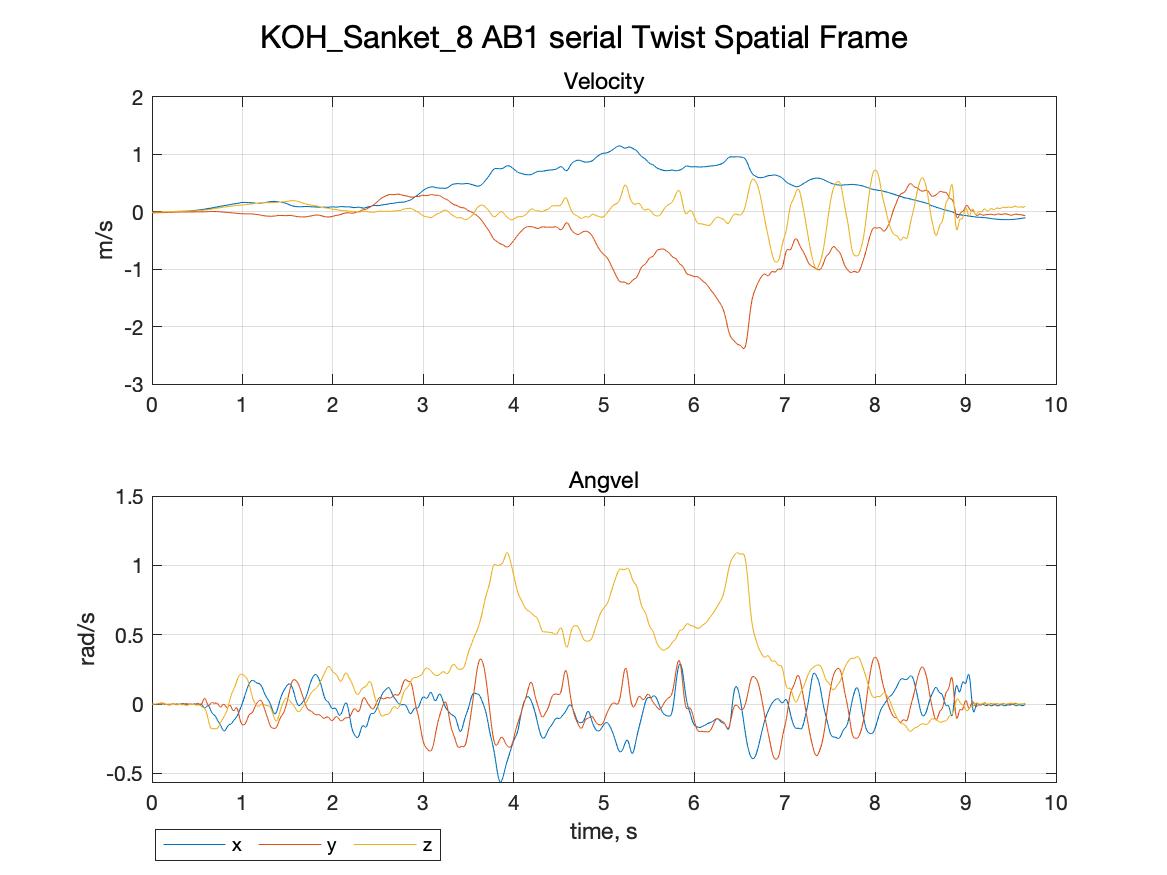 KOH_Sanket_8 AB1 serial Twist Spatial Frame
Velocity
2
1
0
-1
-2
-3
m/s
0 1 2 3 4 5 6 7 8 9 10
Angvel
1.5
1
0.5
0
-0.5
rad/s
0 1 2 3 4 5 6 7 8 9 10
time, s
x y z